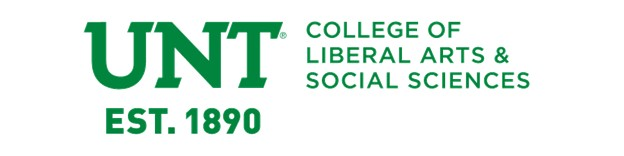 UNT®
EST. 1890
COLLEGE OF
LIBERAL ARTS &
SOCIAL SCIENCES